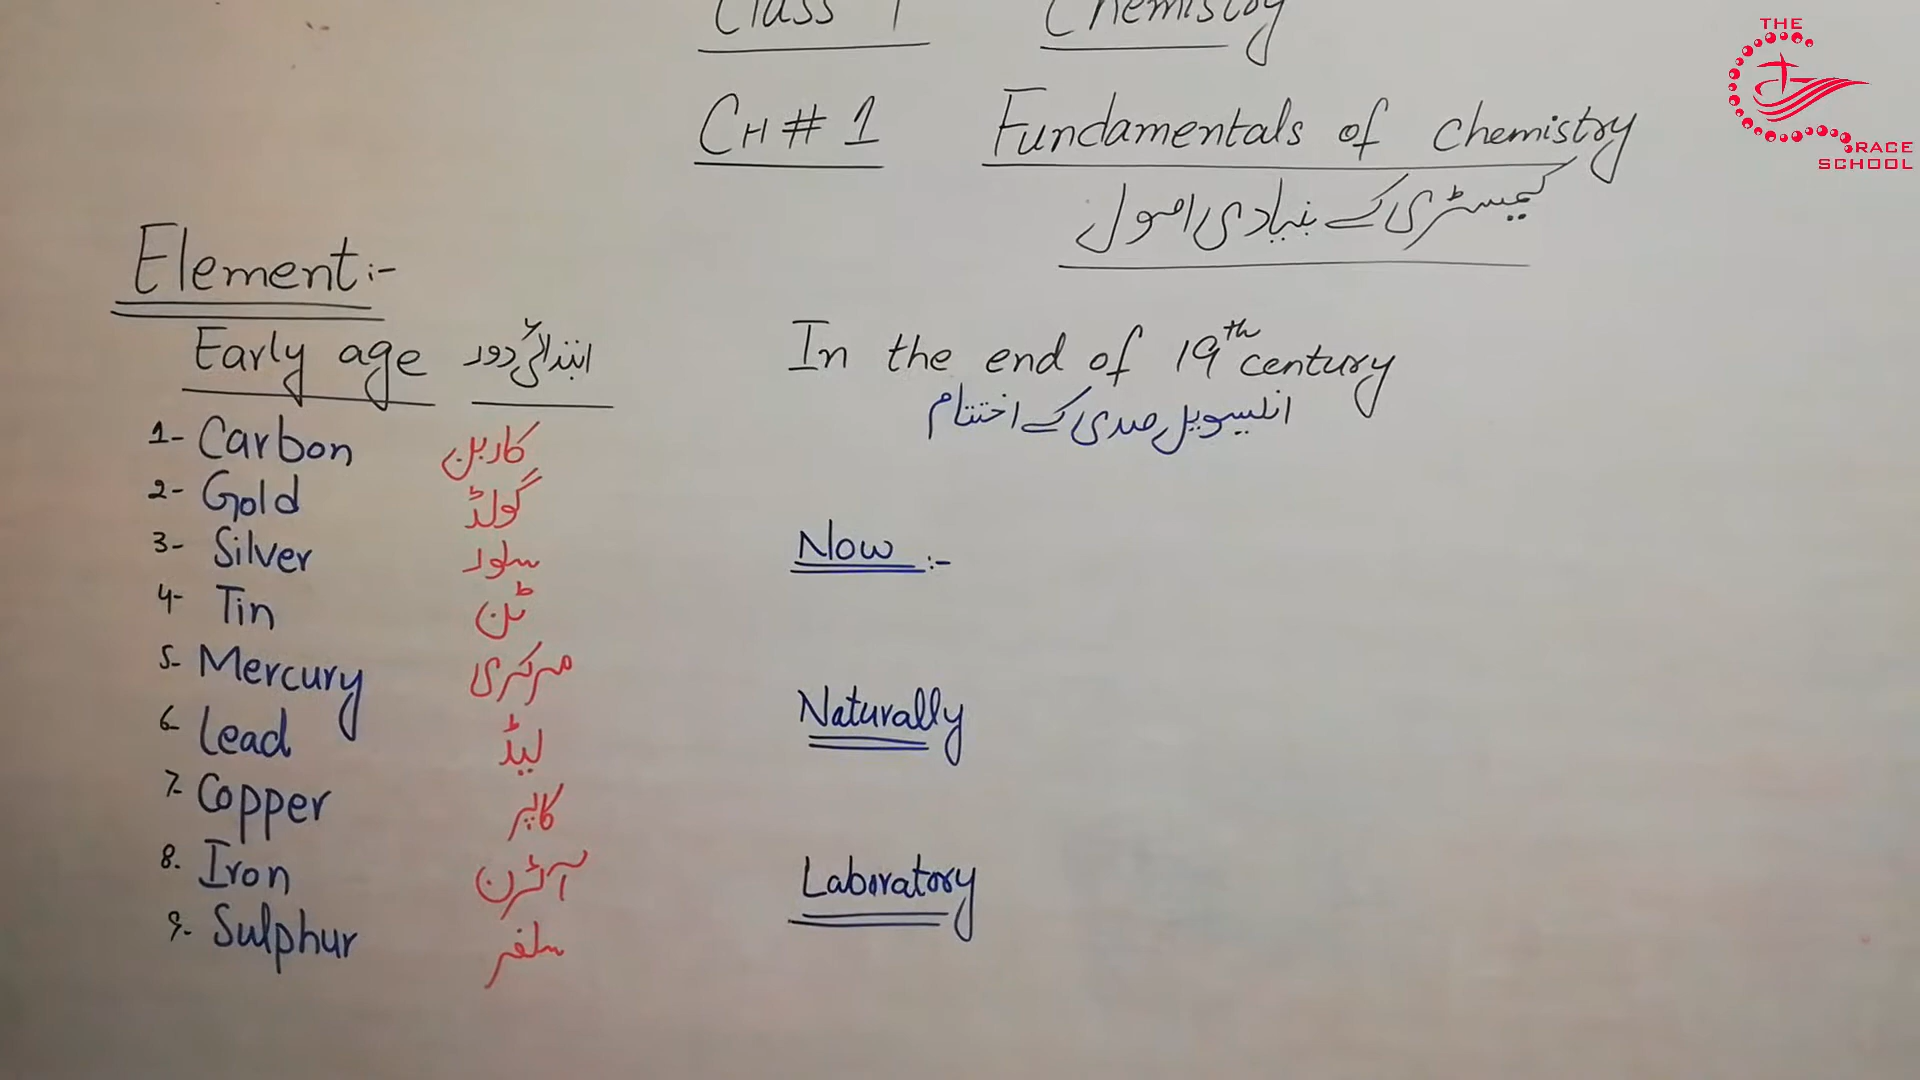 Class 9 Chemistry
CH# 1 Fundamentals of Chemistry
کیمسٹری کے بنیادی اصول
Element:-
Early age ابتدائی دور
1- Carbon کاربن
2- Gold گولڈ
3- Silver سلور
4- Tin ٹن
5- Mercury مرکری
6- Lead لیڈ
7- Copper کاپر
8. Iron آئرن
9. Sulphur سلفر
In the end of 19th century
انیسویں صدی کے اختتام
Now :-
Naturally
Laboratory
THE
GRACE
SCHOOL